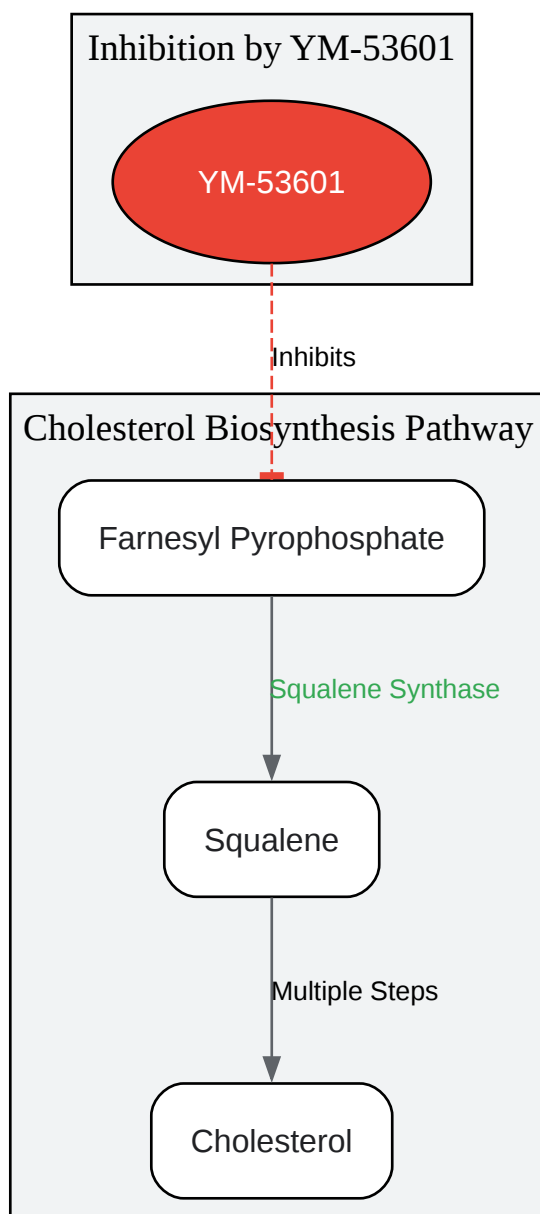 Inhibition by YM-53601
YM-53601
Inhibits
Cholesterol Biosynthesis Pathway
Farnesyl Pyrophosphate
Squalene Synthase
Squalene
Multiple Steps
Cholesterol